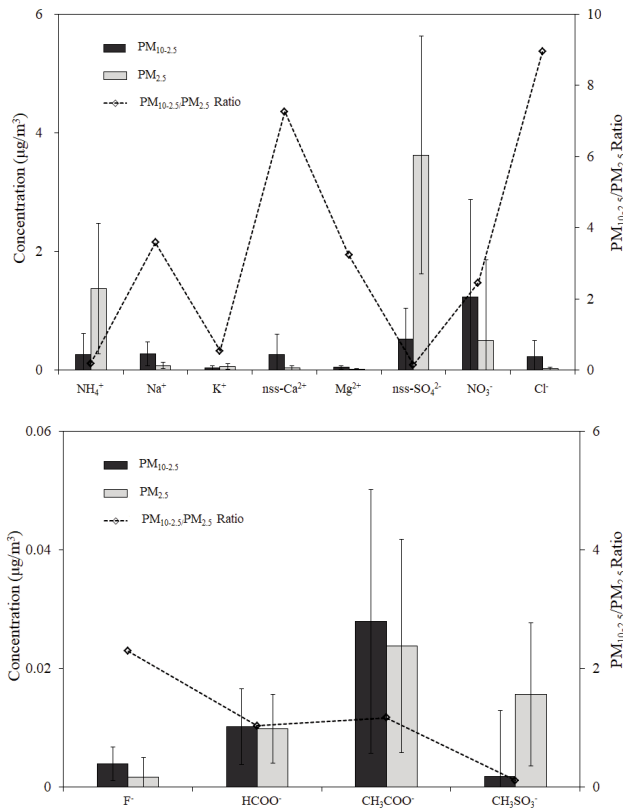 6
10
PM10-2.5
PM2.5
PM10-2.5/PM2.5 Ratio
8
4
6
Concentration (μg/m³)
PM10-2.5/PM2.5 Ratio
4
2
2
0
0
NH₄⁺ Na⁺ K⁺ nss-Ca²⁺ Mg²⁺ nss-SO₄²⁻ NO₃⁻ Cl⁻
0.06
6
PM10-2.5
PM2.5
PM10-2.5/PM2.5 Ratio
0.04
4
Concentration (μg/m³)
PM10-2.5/PM2.5 Ratio
0.02
2
0
0
F⁻ HCOO⁻ CH₃COO⁻ CH₃SO₃⁻